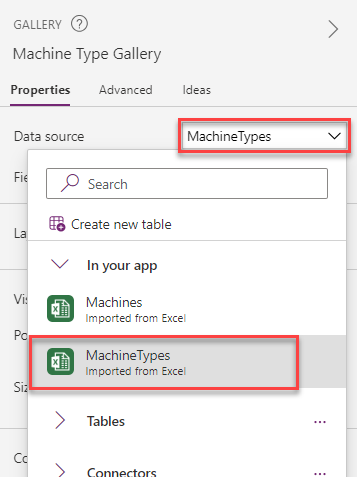 GALLERY ?
Machine Type Gallery
Properties Advanced Ideas
Data source MachineTypes
Fie
Search
Create new table
La
In your app
Vis
Machines
Imported from Excel
Po
MachineTypes
Imported from Excel
Siz
Tables ...
Co
Connectors ...